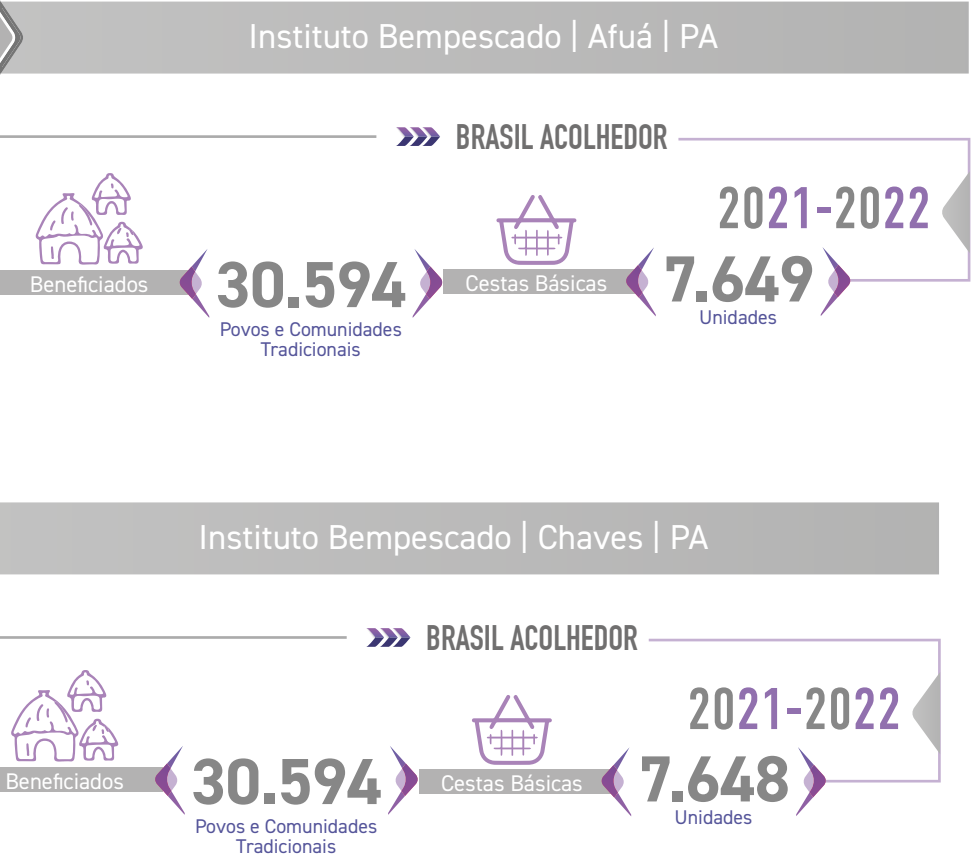 Instituto Bempescado | Afuá | PA
BRASIL ACOLHEDOR
2021-2022
Beneficiados
30.594
Povos e Comunidades
Tradicionais
Cestas Básicas
7.649
Unidades
Instituto Bempescado | Chaves | PA
BRASIL ACOLHEDOR
2021-2022
Beneficiados
30.594
Povos e Comunidades
Tradicionais
Cestas Básicas
7.648
Unidades